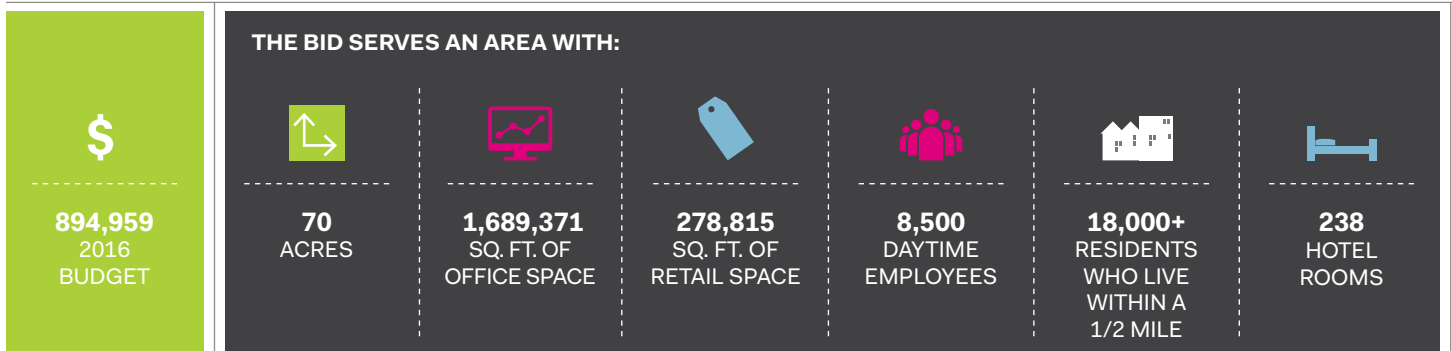 $
894,959
2016
BUDGET
THE BID SERVES AN AREA WITH:
70
ACRES
1,689,371
SQ. FT. OF
OFFICE SPACE
278,815
SQ. FT. OF
RETAIL SPACE
8,500
DAYTIME
EMPLOYEES
18,000+
RESIDENTS
WHO LIVE
WITHIN A
1/2 MILE
238
HOTEL
ROOMS